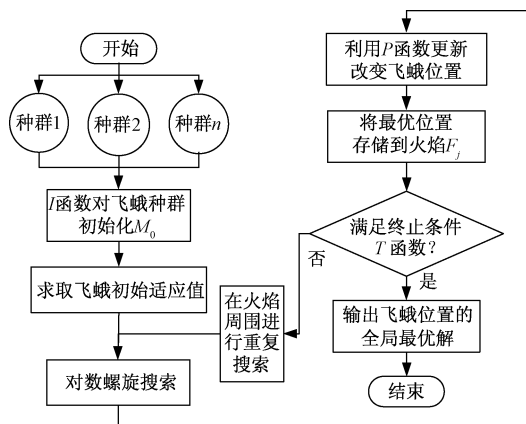 开始
种群1
种群2
种群n
I函数对飞蛾种群
初始化M₀
求取飞蛾初始适应值
对数螺旋搜索
利用P函数更新
改变飞蛾位置
将最优位置
存储到火焰Fⱼ
满足终止条件
T函数?
否
是
在火焰
周围进
行重复
搜索
输出飞蛾位置的
全局最优解
结束